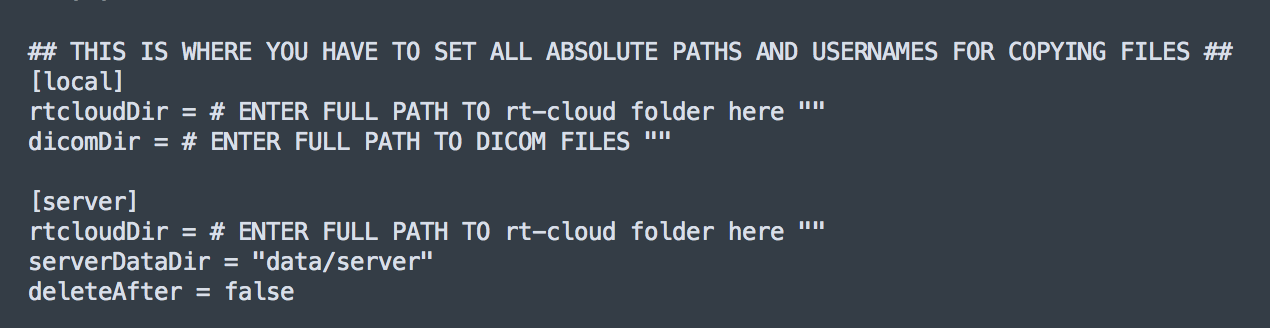 ## THIS IS WHERE YOU HAVE TO SET ALL ABSOLUTE PATHS AND USERNAMES FOR COPYING FILES ##
[local]
rtcloudDir = # ENTER FULL PATH TO rt-cloud folder here ""
dicomDir = # ENTER FULL PATH TO DICOM FILES ""
[server]
rtcloudDir = # ENTER FULL PATH TO rt-cloud folder here ""
serverDataDir = "data/server"
deleteAfter = false